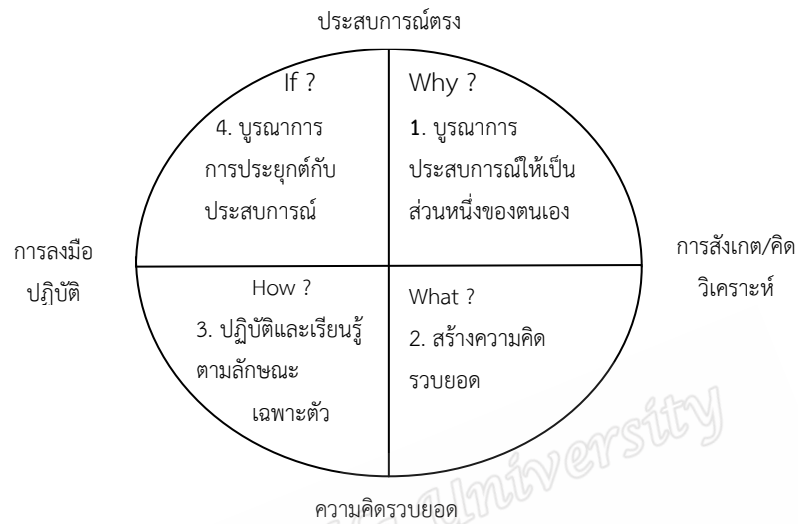 ประสบการณ์ตรง
If ?
4. บูรณาการ
การประยุกต์กับ
ประสบการณ์
Why ?
1. บูรณาการ
ประสบการณ์ให้เป็น
ส่วนหนึ่งของตนเอง
การลงมือ
ปฏิบัติ
การสังเกต/คิด
วิเคราะห์
How ?
3. ปฏิบัติและเรียนรู้
ตามลักษณะ
เฉพาะตัว
What ?
2. สร้างความคิด
รวบยอด
ความคิดรวบยอด
University